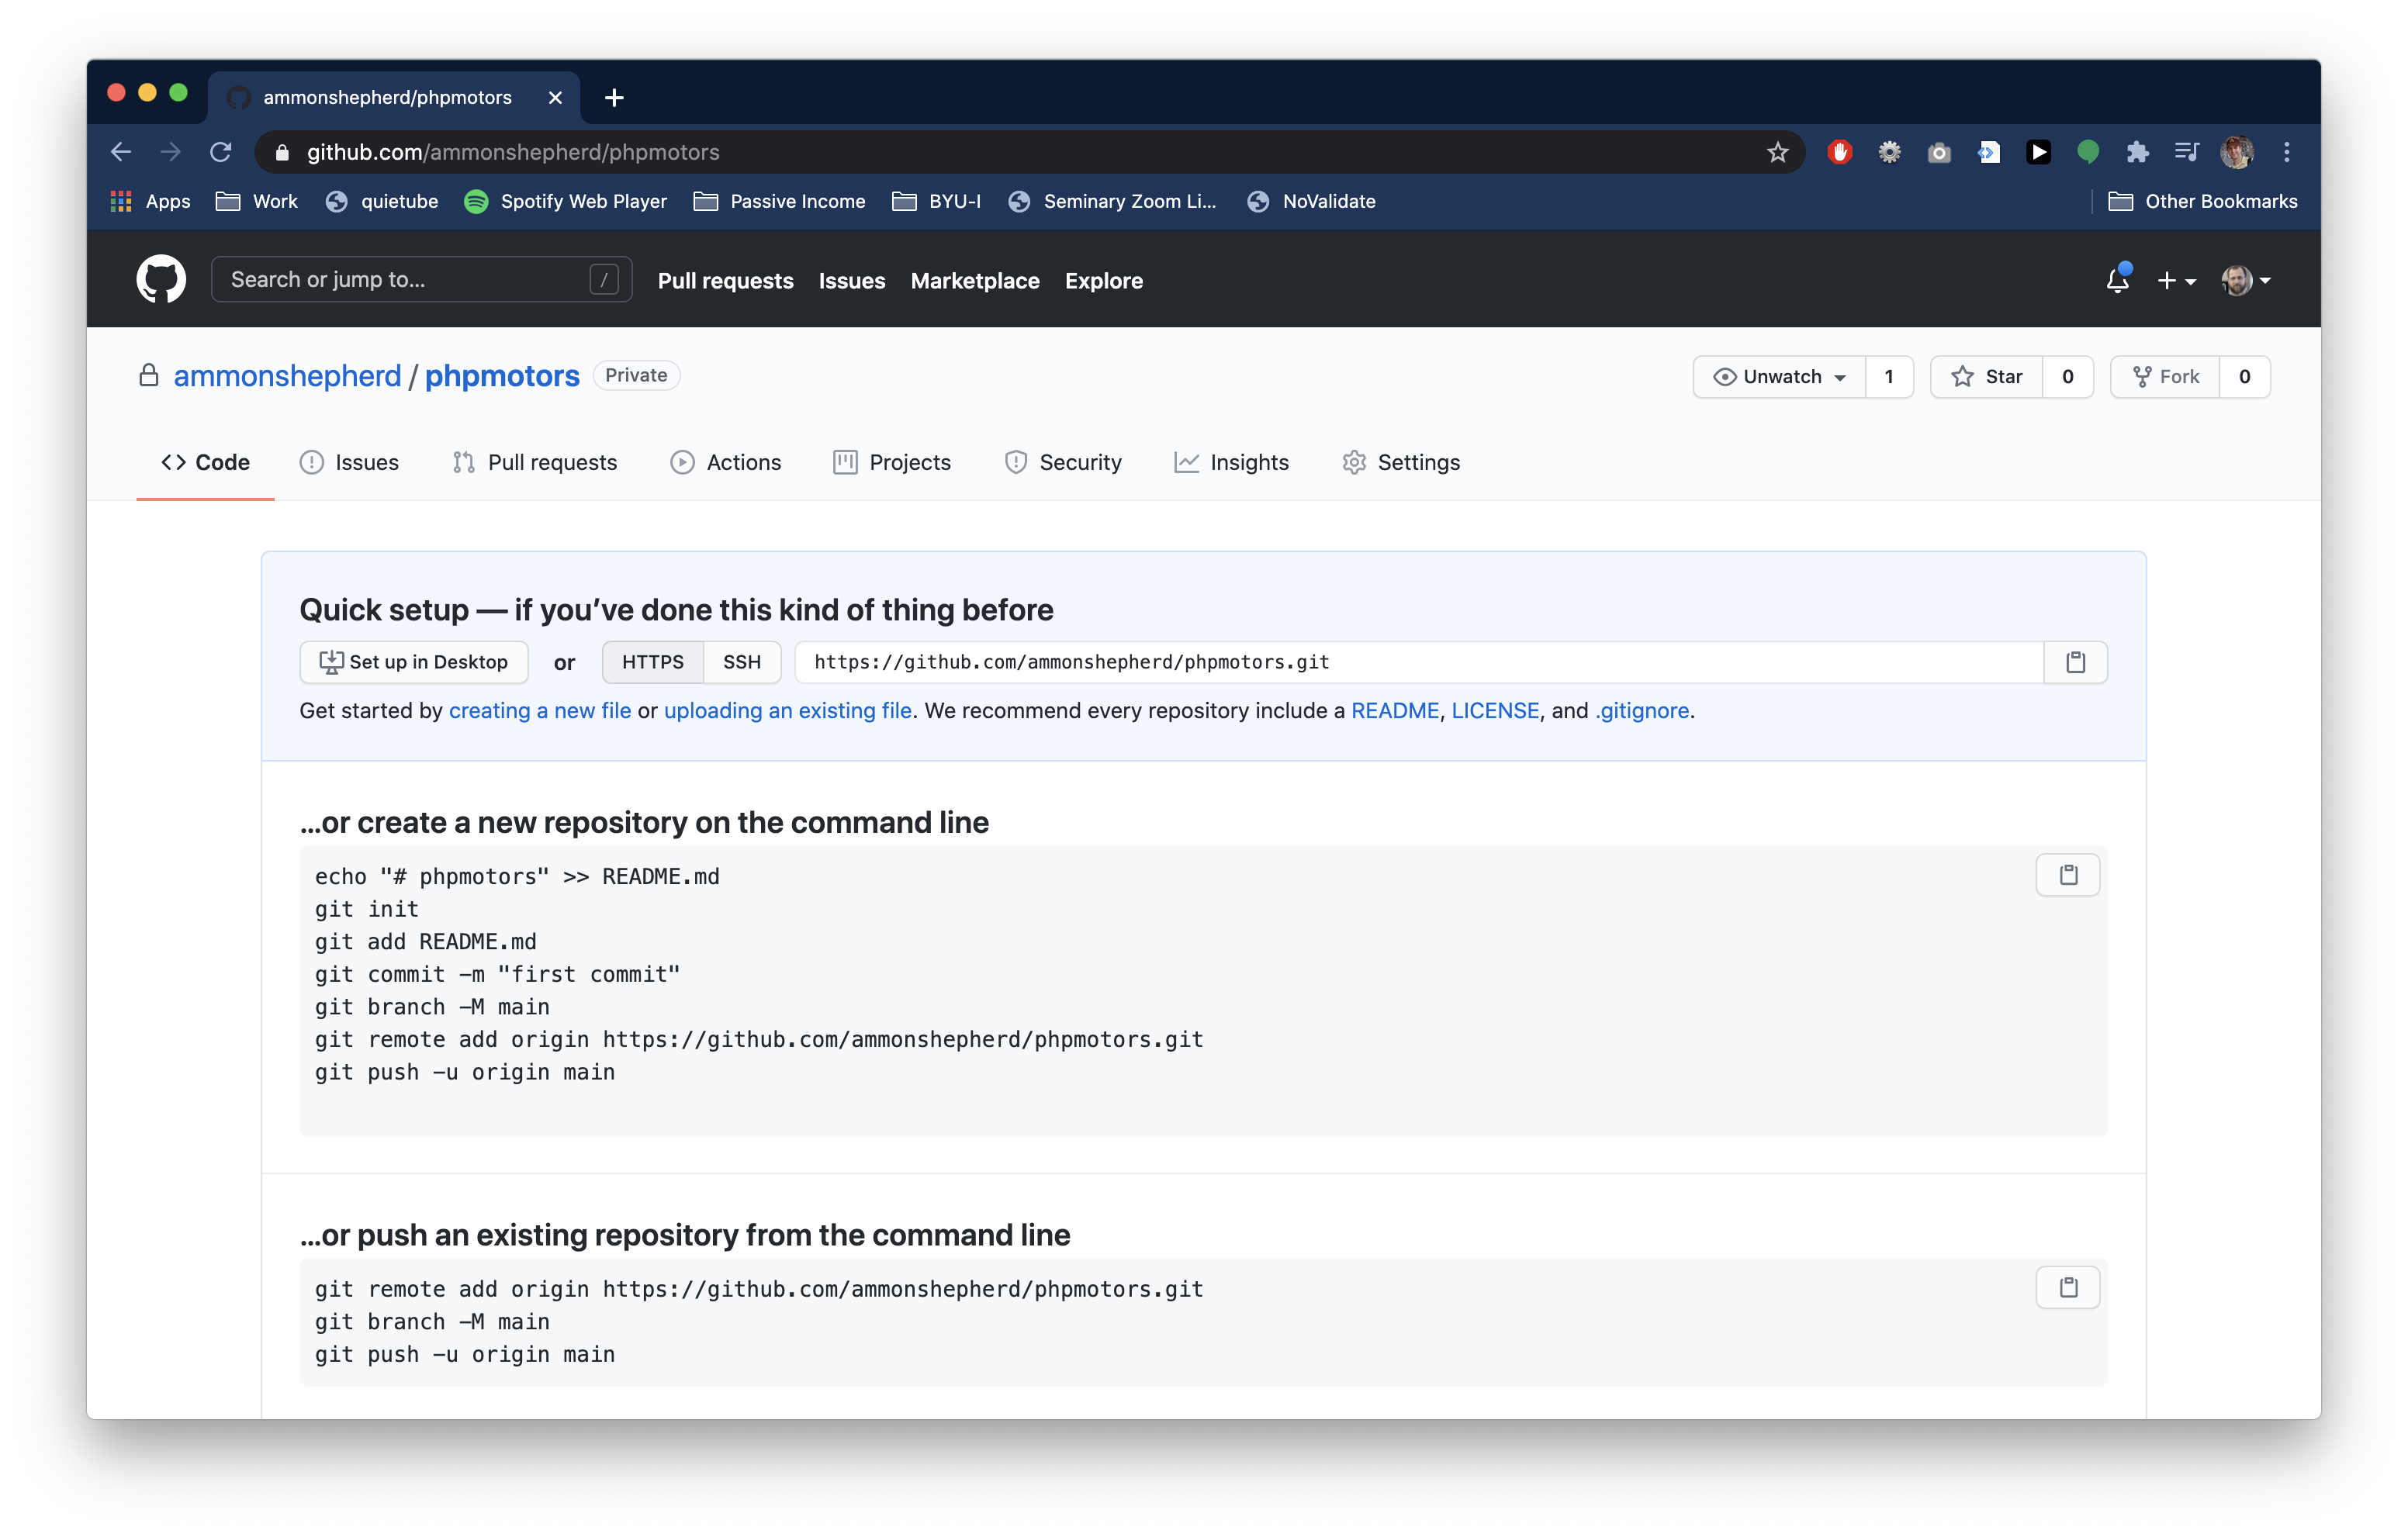 ammonshepherd/phpmotors
github.com/ammonshepherd/phpmotors
Apps Work quietube Spotify Web Player Passive Income BYU-I Seminary Zoom Li... NoValidate Other Bookmarks
Search or jump to... / Pull requests Issues Marketplace Explore
ammonshepherd / phpmotors Private Unwatch 1 Star 0 Fork 0
Code Issues Pull requests Actions Projects Security Insights Settings
Quick setup — if you’ve done this kind of thing before
Set up in Desktop or HTTPS SSH https://github.com/ammonshepherd/phpmotors.git
Get started by creating a new file or uploading an existing file. We recommend every repository include a README, LICENSE, and .gitignore.
…or create a new repository on the command line
echo "# phpmotors" >> README.md
git init
git add README.md
git commit -m "first commit"
git branch -M main
git remote add origin https://github.com/ammonshepherd/phpmotors.git
git push -u origin main
…or push an existing repository from the command line
git remote add origin https://github.com/ammonshepherd/phpmotors.git
git branch -M main
git push -u origin main